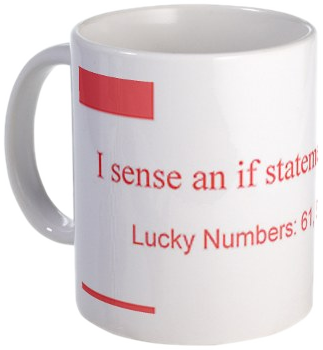 I sense an if
Lucky Numbers: 61,